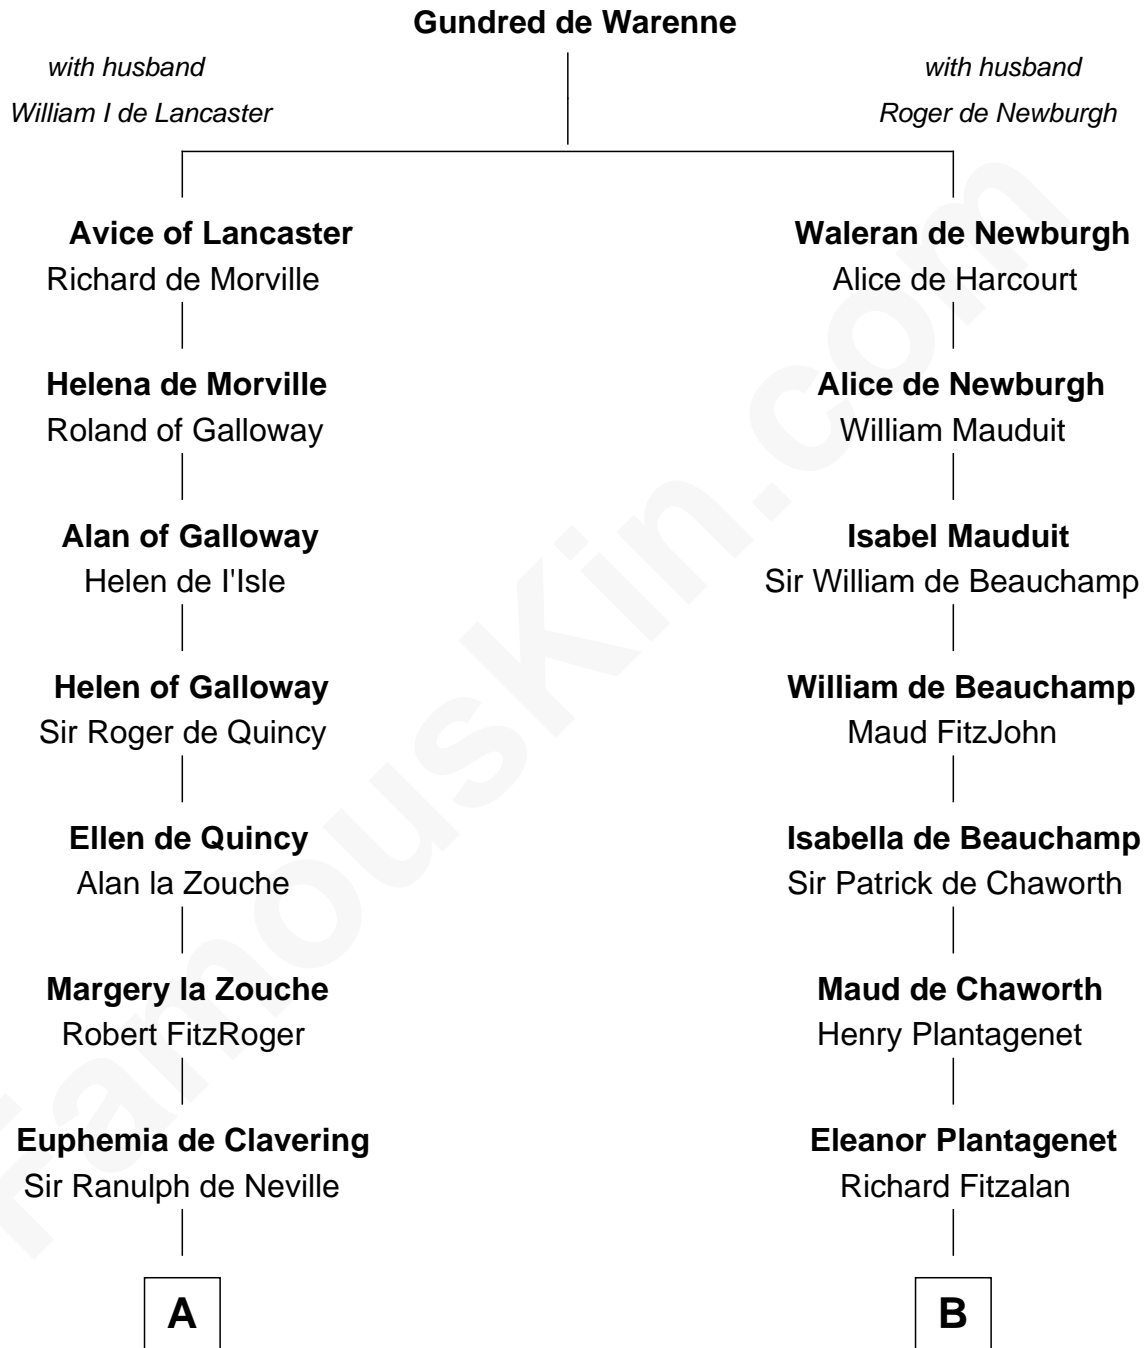 Gundred de Warenne
with husband
William I de Lancaster
with husband
Roger de Newburgh
Avice of Lancaster
Richard de Morville
Waleran de Newburgh
Alice de Harcourt
Helena de Morville
Roland of Galloway
Alice de Newburgh
William Mauduit
Alan of Galloway
Helen de I'Isle
Isabel Mauduit
Sir William de Beauchamp
Helen of Galloway
Sir Roger de Quincy
William de Beauchamp
Maud FitzJohn
Ellen de Quincy
Alan la Zouche
Isabella de Beauchamp
Sir Patrick de Chaworth
Margery la Zouche
Robert FitzRoger
Maud de Chaworth
Henry Plantagenet
Euphemia de Clavering
Sir Ranulph de Neville
Eleanor Plantagenet
Richard Fitzalan
A
B
FamousKin.com